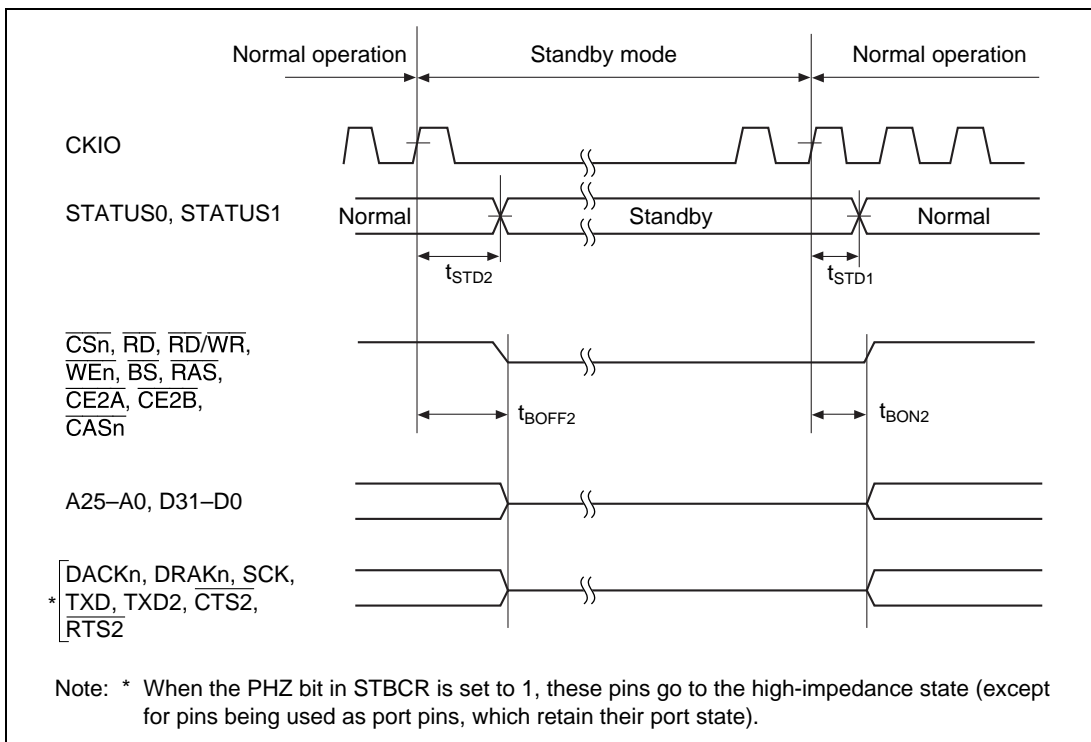 Normal operation Standby mode Normal operation
CKIO
STATUS0, STATUS1
Normal Standby Normal
tSTD2 tSTD1
CSn, RD, RD/WR,
WEn, BS, RAS,
CE2A, CE2B,
CASn
tBOFF2 tBON2
A25–A0, D31–D0
DACKn, DRAKn, SCK,
* TXD, TXD2, CTS2,
RTS2
Note: * When the PHZ bit in STBCR is set to 1, these pins go to the high-impedance state (except
for pins being used as port pins, which retain their port state).